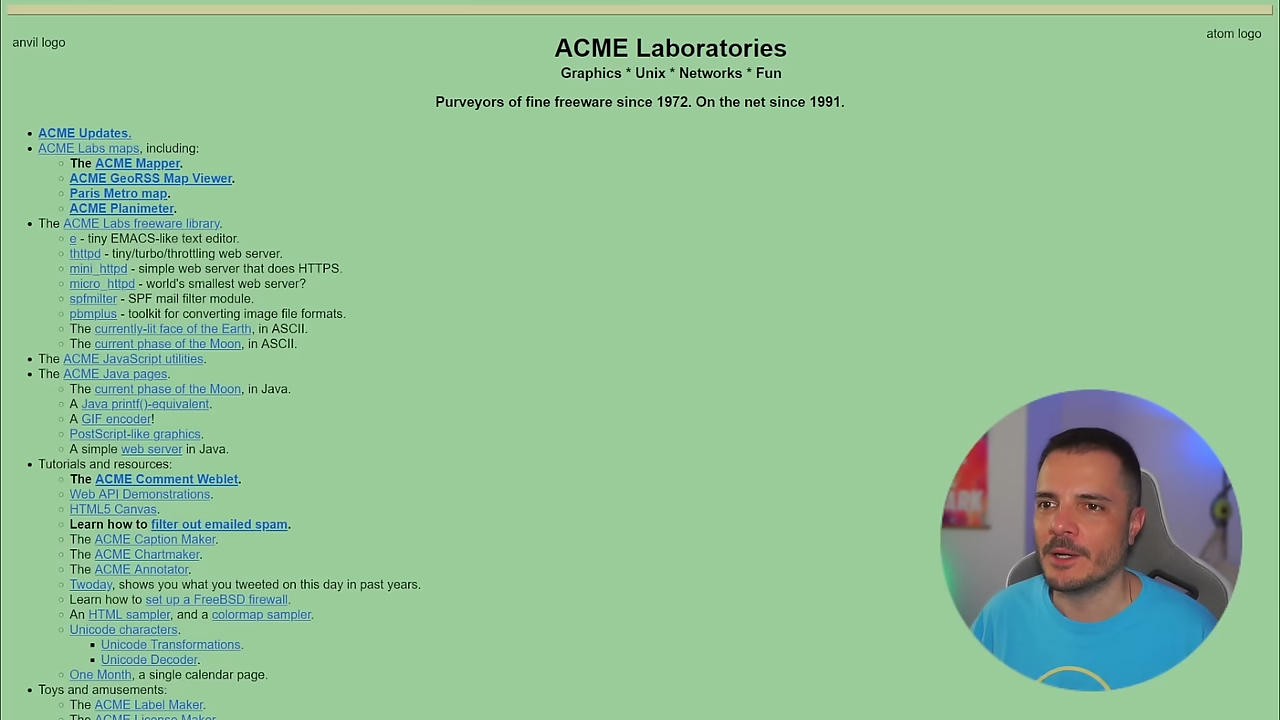 anvil logo
atom logo
ACME Laboratories
Graphics * Unix * Networks * Fun
Purveyors of fine freeware since 1972. On the net since 1991.
ACME Updates.
ACME Labs maps, including:
The ACME Mapper.
ACME GeoRSS Map Viewer.
Paris Metro map.
ACME Planimeter.
The ACME Labs freeware library.
e - tiny EMACS-like text editor.
thttpd - tiny/turbo/throttling web server.
mini_httpd - simple web server that does HTTPS.
micro_httpd - world's smallest web server?
spfmilter - SPF mail filter module.
pbmplus - toolkit for converting image file formats.
The currently-lit face of the Earth, in ASCII.
The current phase of the Moon, in ASCII.
The ACME JavaScript utilities.
The ACME Java pages.
The current phase of the Moon, in Java.
A Java printf()-equivalent.
A GIF encoder!
PostScript-like graphics.
A simple web server in Java.
Tutorials and resources:
The ACME Comment Weblet.
Web API Demonstrations.
HTML5 Canvas.
Learn how to filter out emailed spam.
The ACME Caption Maker.
The ACME Chartmaker.
The ACME Annotator.
Twoday, shows you what you tweeted on this day in past years.
Learn how to set up a FreeBSD firewall.
An HTML sampler, and a colormap sampler.
Unicode characters.
Unicode Transformations.
Unicode Decoder.
One Month, a single calendar page.
Toys and amusements:
The ACME Label Maker.
The ACME License Maker